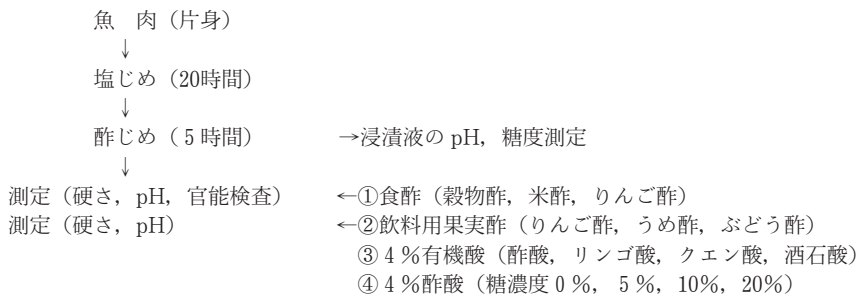 魚　肉（片身）
↓
塩じめ（20時間）
↓
酢じめ（５時間）　　　→浸漬液の pH，糖度測定
↓
測定（硬さ，pH，官能検査）　　←①食酢（穀物酢，米酢，りんご酢）
測定（硬さ，pH）　　←②飲料用果実酢（りんご酢，うめ酢，ぶどう酢）
③４％有機酸（酢酸，リンゴ酸，クエン酸，酒石酸）
④４％酢酸（糖濃度０％，５％，10％，20％）